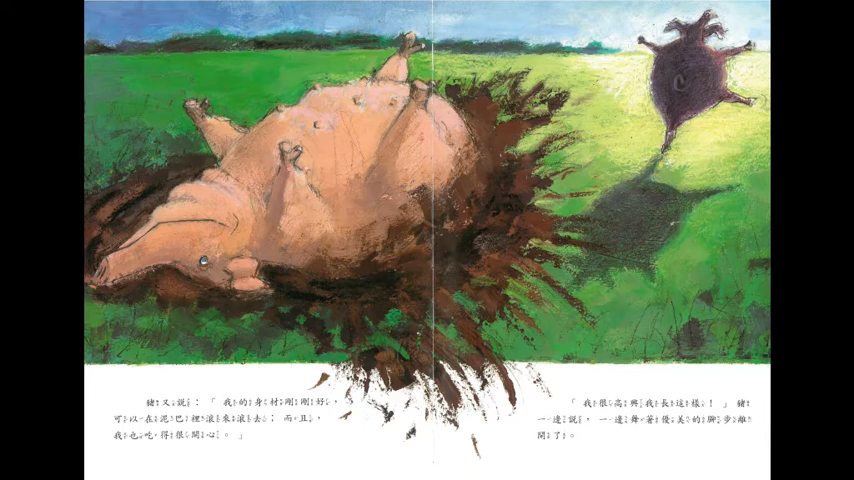 豬又說：「我的身材剛剛好，
可以在泥巴裡滾來滾去；而且，
我也吃得很開心。」
「我很高興我長這樣！」豬
一邊說，一邊舞著優美的腳步離
開了。